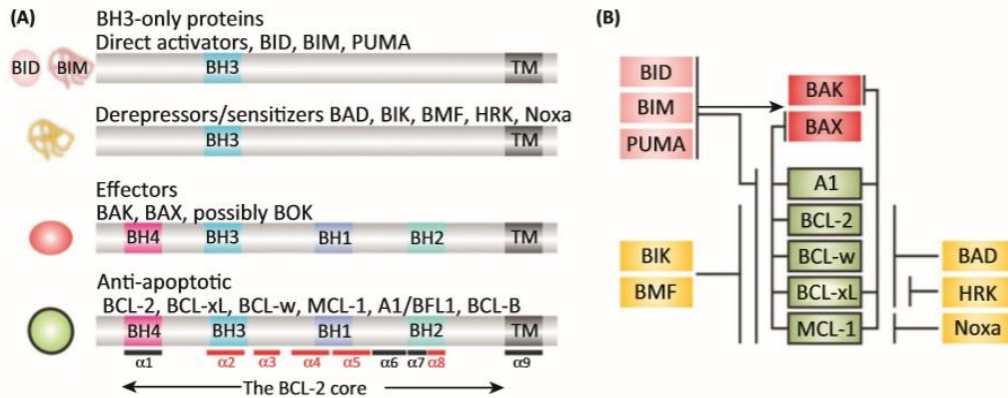 (A)
BH3-only proteins
Direct activators, BID, BIM, PUMA
BID BIM BH3 TM
Derepressors/sensitizers BAD, BIK, BMF, HRK, Noxa
BH3 TM
Effectors
BAK, BAX, possibly BOK
BH4 BH3 BH1 BH2 TM
Anti-apoptotic
BCL-2, BCL-xL, BCL-w, MCL-1, A1/BFL1, BCL-B
BH4 BH3 BH1 BH2 TM
α1 α2 α3 α4 α5 α6 α7 α8 α9
The BCL-2 core
(B)
BID
BIM
PUMA
BAK
BAX
A1
BCL-2
BCL-w
BCL-xL
MCL-1
BIK
BMF
BAD
HRK
Noxa